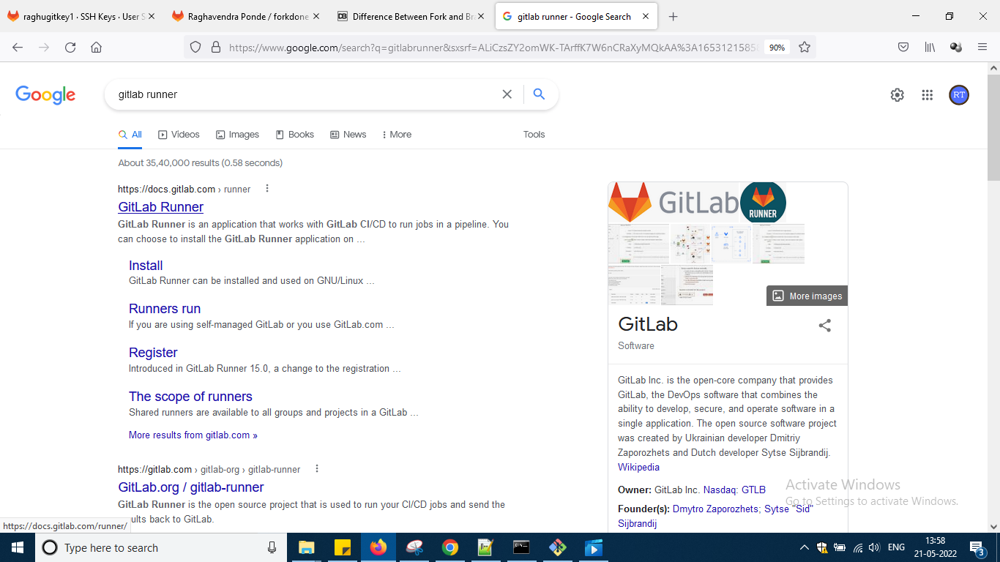 raghugitkey1 · SSH Keys · User S
Raghavendra Ponde / forkdone
DB Difference Between Fork and Bra
gitlab runner - Google Search
https://www.google.com/search?q=gitlabrunner&sxsrf=ALiCzsZY2omWK-TArffK7W6nCRaXyMQkAA%3A1653121585
90%
Google
gitlab runner
RT
All Videos Images Books News More Tools
About 35,40,000 results (0.58 seconds)
https://docs.gitlab.com › runner
GitLab Runner
GitLab Runner is an application that works with GitLab CI/CD to run jobs in a pipeline. You
can choose to install the GitLab Runner application on ...
Install
GitLab Runner can be installed and used on GNU/Linux ...
Runners run
If you are using self-managed GitLab or you use GitLab.com ...
Register
Introduced in GitLab Runner 15.0, a change to the registration ...
The scope of runners
Shared runners are available to all groups and projects in a GitLab ...
More results from gitlab.com »
https://gitlab.com › gitlab-org › gitlab-runner
GitLab.org / gitlab-runner
GitLab Runner is the open source project that is used to run your CI/CD jobs and send the
ults back to GitLab.
https://docs.gitlab.com/runner/
GitLab
RUNNER
More images
GitLab
Software
GitLab Inc. is the open-core company that provides
GitLab, the DevOps software that combines the
ability to develop, secure, and operate software in a
single application. The open source software project
was created by Ukrainian developer Dmitriy
Zaporozhets and Dutch developer Sytse Sijbrandij.
Wikipedia
Owner: GitLab Inc. Nasdaq: GTLB
Founder(s): Dmytro Zaporozhets; Sytse "Sid"
Sijbrandij
Activate Windows
Go to Settings to activate Windows.
Type here to search
ENG
13:58
21-05-2022
3